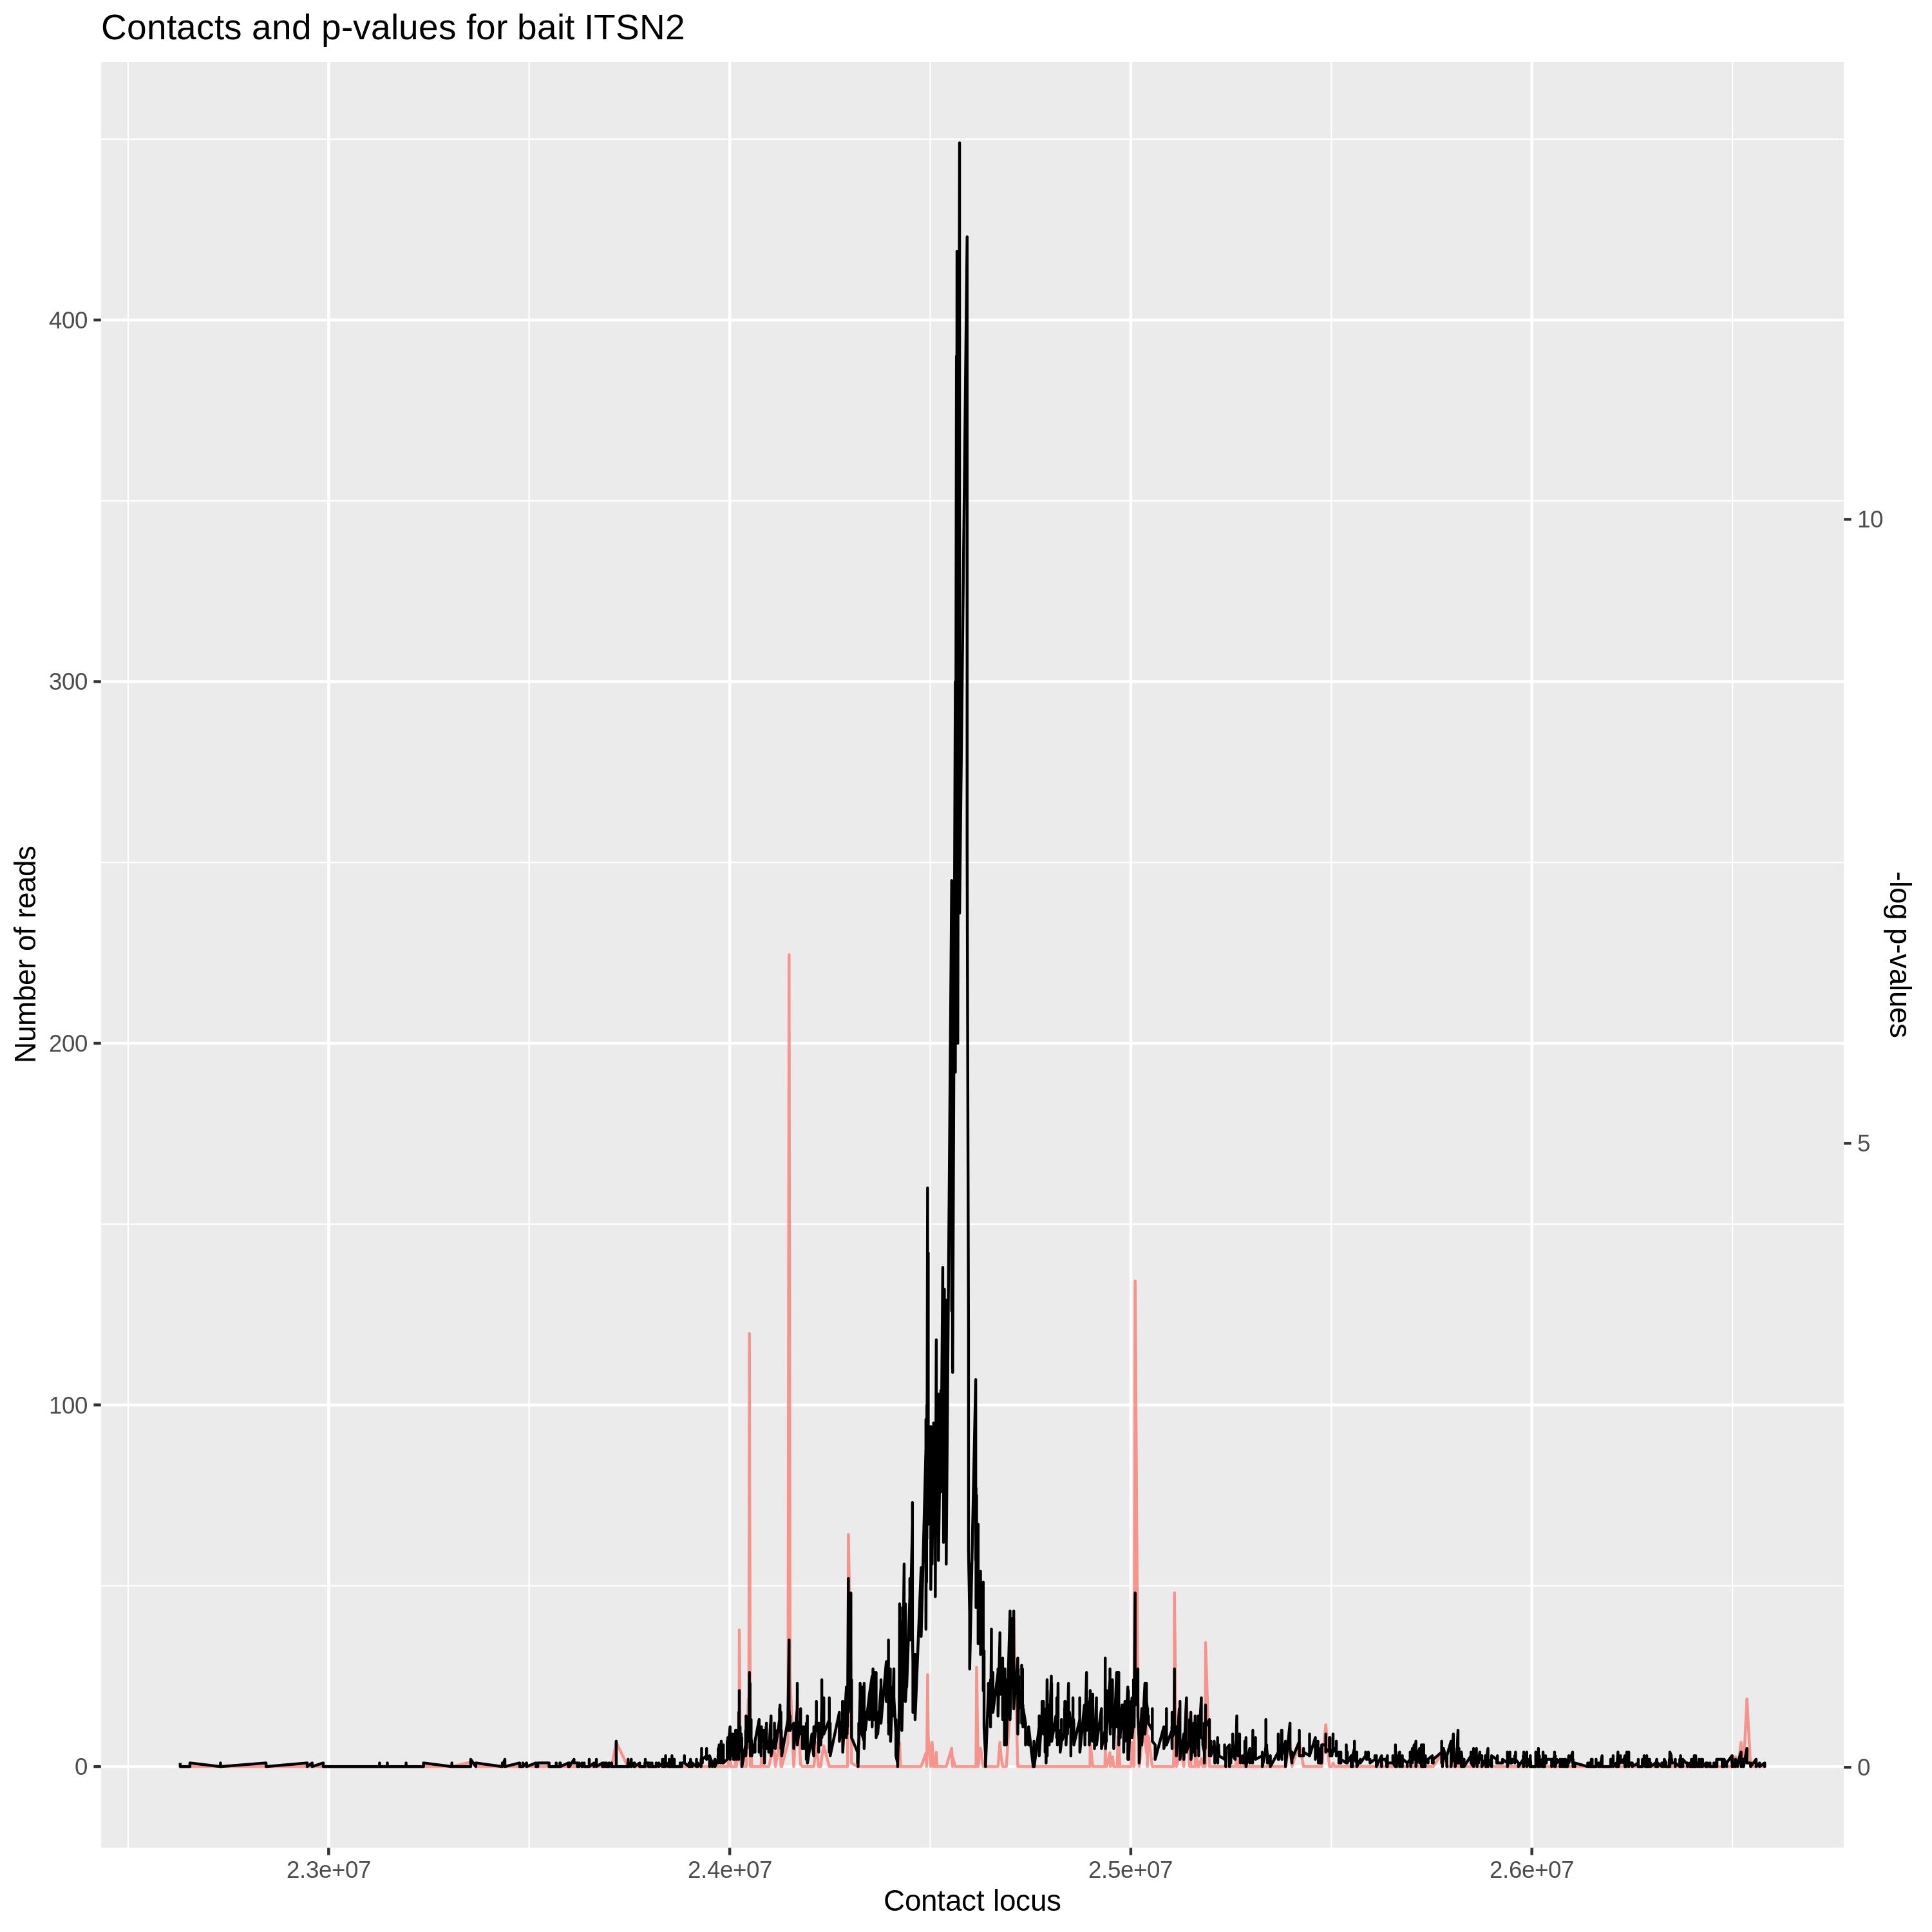 Contacts and p-values for bait ITSN2
Number of reads
400
300
200
100
0
10
5
0
-log p-values
2.3e+07
2.4e+07
2.5e+07
2.6e+07
Contact locus